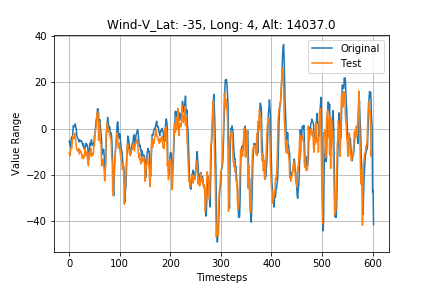 Wind-V_Lat: -35, Long: 4, Alt: 14037.0
Original
Test
Value Range
40
20
0
−20
−40
0 100 200 300 400 500 600
Timesteps